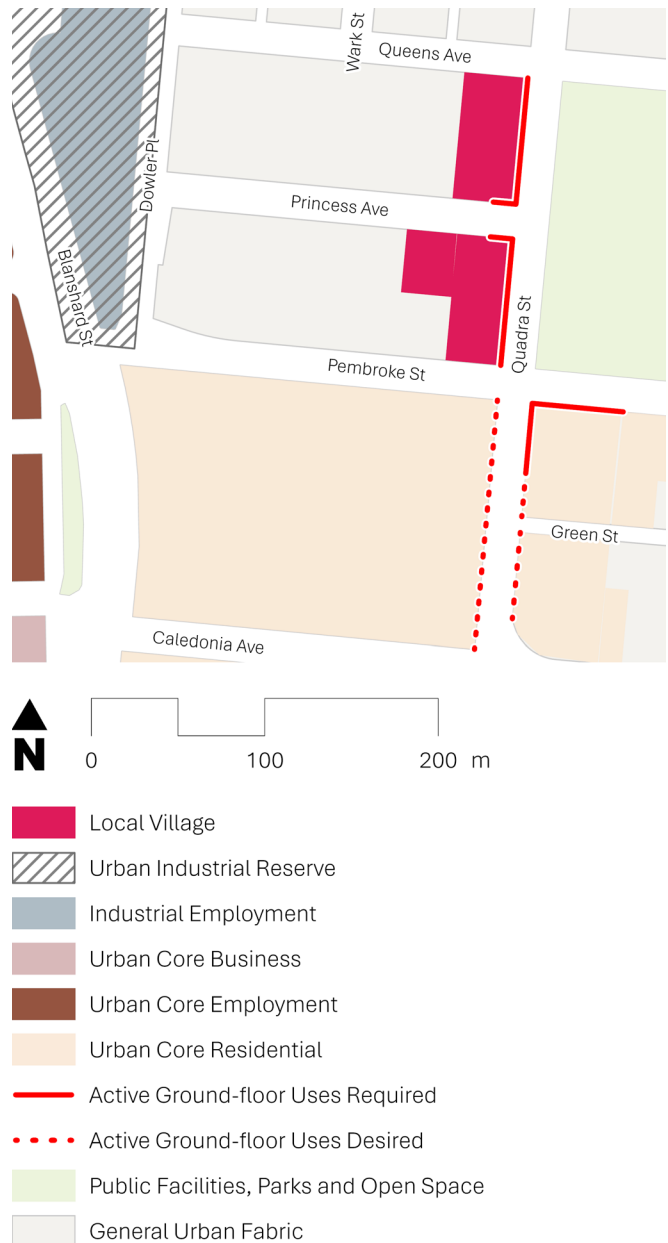 Wark St
Queens Ave
Dowler Pl
Princess Ave
Blanshard St
Quadra St
Pembroke St
Green St
Caledonia Ave
N
0 100 200 m
Local Village
Urban Industrial Reserve
Industrial Employment
Urban Core Business
Urban Core Employment
Urban Core Residential
Active Ground-floor Uses Required
Active Ground-floor Uses Desired
Public Facilities, Parks and Open Space
General Urban Fabric